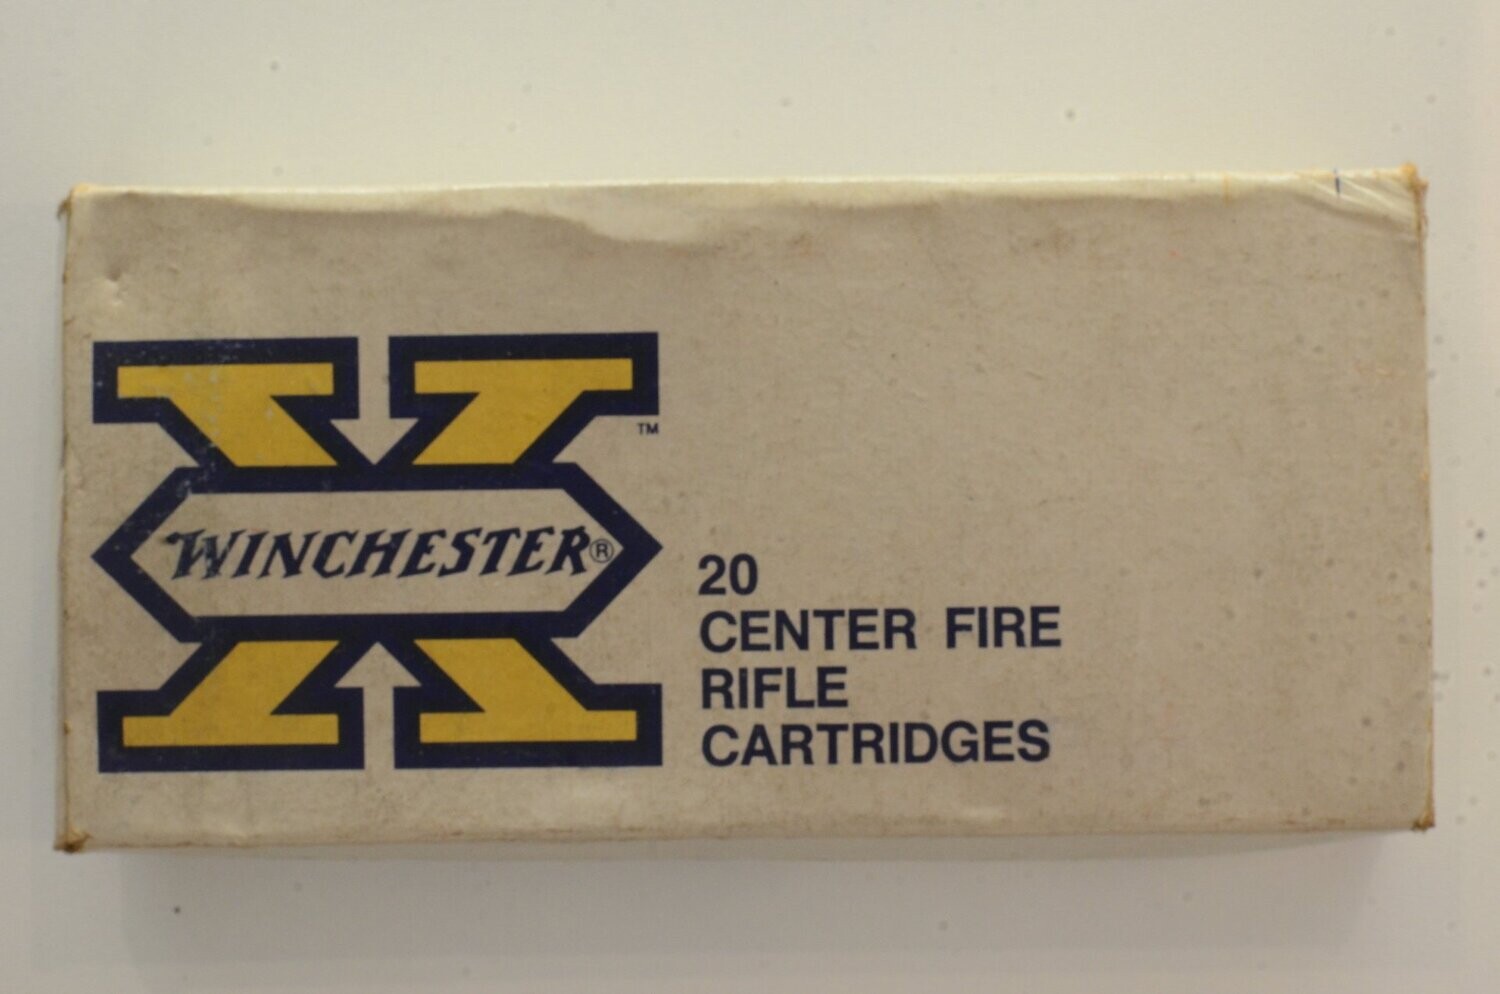 TM
WINCHESTER®
20
CENTER FIRE
RIFLE
CARTRIDGES